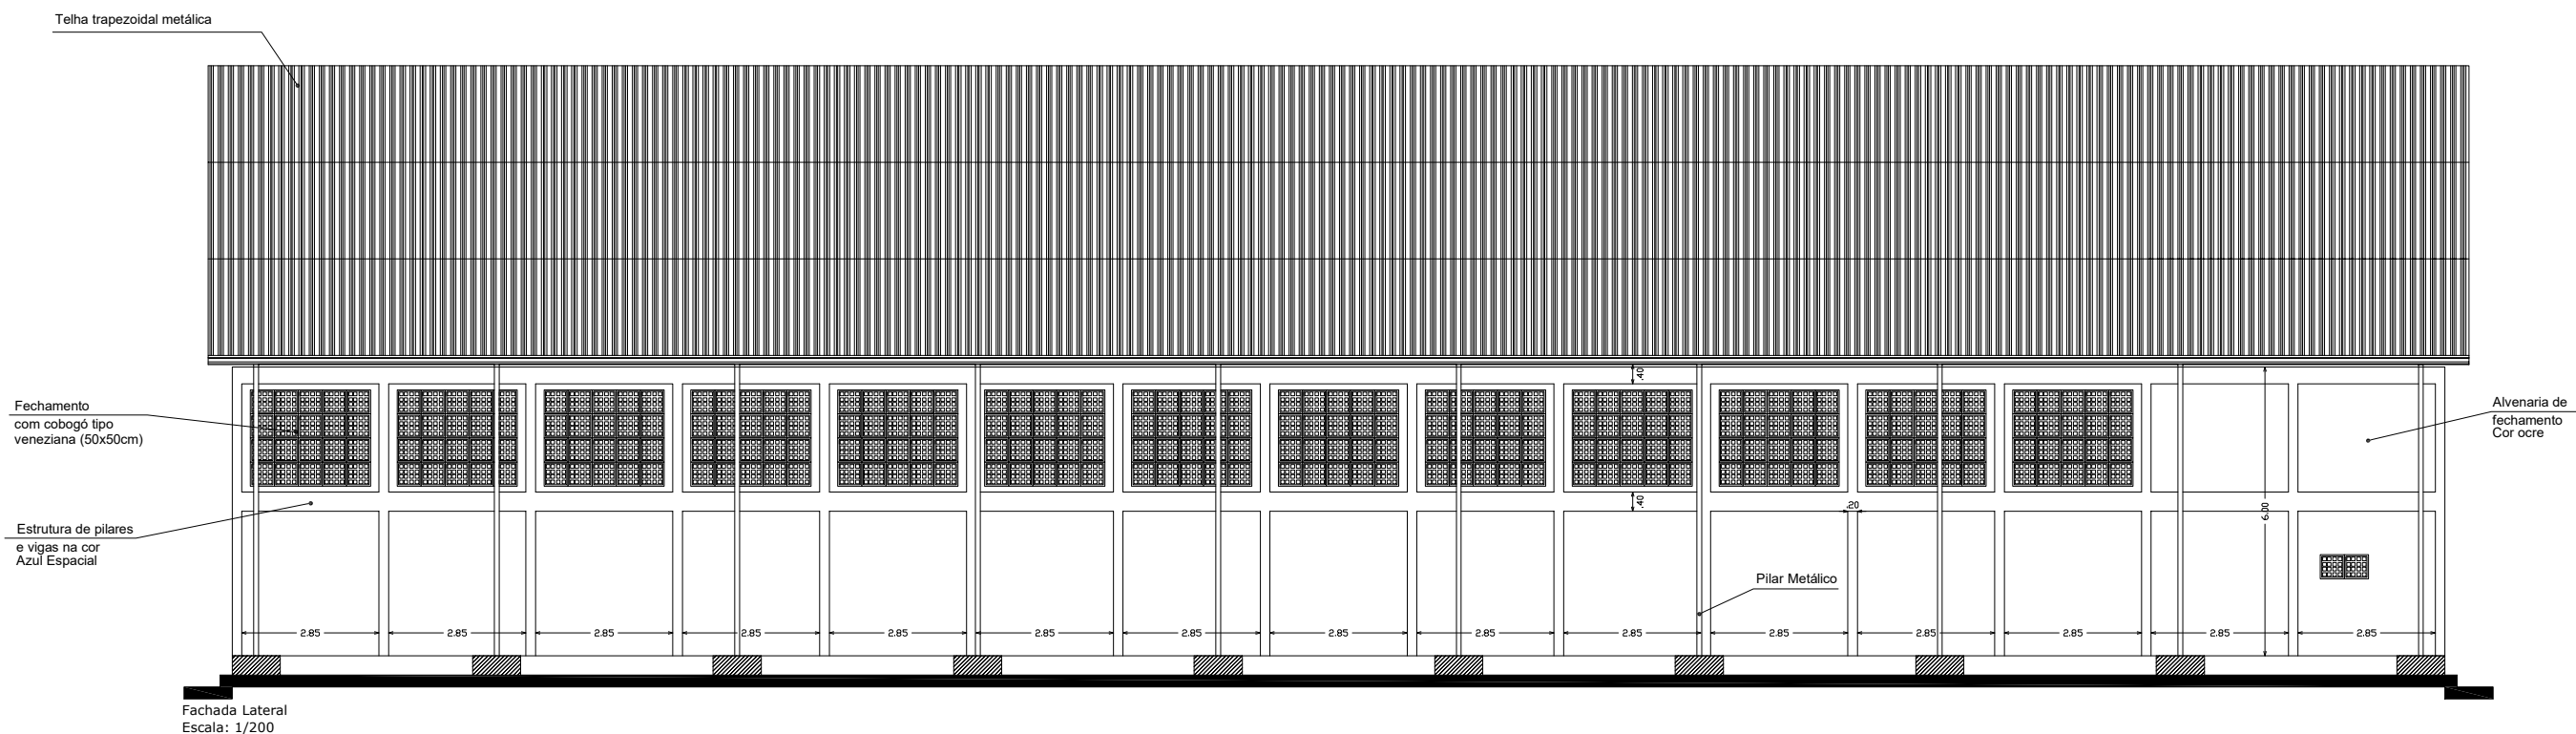 Telha trapezoidal metálica
Fechamento
com cobogó tipo
veneziana (50x50cm)
Estrutura de pilares
e vigas na cor
Azul Espacial
.40
.40
.20
6.00
Alvenaria de
fechamento
Cor ocre
Pilar Metálico
2.85 2.85 2.85 2.85 2.85 2.85 2.85 2.85 2.85 2.85 2.85 2.85 2.85 2.85 2.85
Fachada Lateral
Escala: 1/200